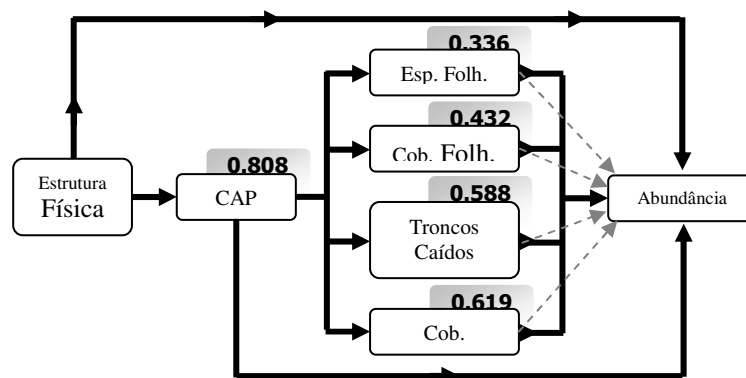 0.336
Esp. Folh.
0.432
Cob. Folh.
0.808
Estrutura
Física
CAP
0.588
Troncos
Caídos
Abundância
0.619
Cob.